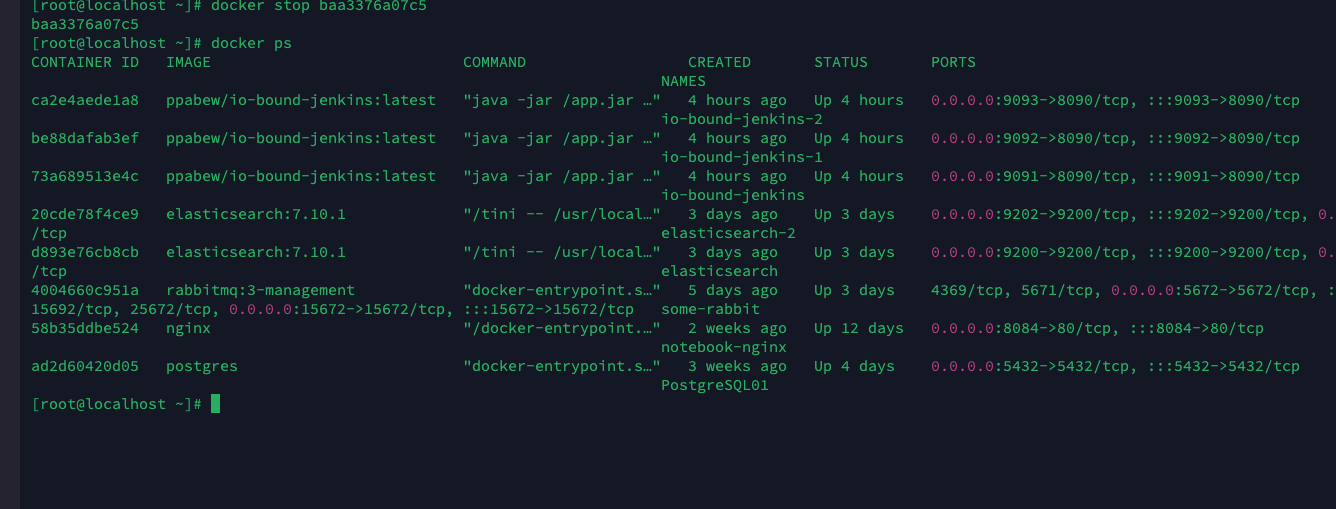 [root@localhost ~]# docker stop baa3376a07c5
baa3376a07c5
[root@localhost ~]# docker ps
CONTAINER ID   IMAGE                            COMMAND                  CREATED       STATUS       PORTS
                                                                      NAMES
ca2e4aede1a8   ppabew/io-bound-jenkins:latest   "java -jar /app.jar …"   4 hours ago   Up 4 hours   0.0.0.0:9093->8090/tcp, :::9093->8090/tcp
                                                                      io-bound-jenkins-2
be88dafab3ef   ppabew/io-bound-jenkins:latest   "java -jar /app.jar …"   4 hours ago   Up 4 hours   0.0.0.0:9092->8090/tcp, :::9092->8090/tcp
                                                                      io-bound-jenkins-1
73a689513e4c   ppabew/io-bound-jenkins:latest   "java -jar /app.jar …"   4 hours ago   Up 4 hours   0.0.0.0:9091->8090/tcp, :::9091->8090/tcp
                                                                      io-bound-jenkins
20cde78f4ce9   elasticsearch:7.10.1             "/tini -- /usr/local…"   3 days ago    Up 3 days    0.0.0.0:9202->9200/tcp, :::9202->9200/tcp, 0.
/tcp                                                                  elasticsearch-2
d893e76cb8cb   elasticsearch:7.10.1             "/tini -- /usr/local…"   3 days ago    Up 3 days    0.0.0.0:9200->9200/tcp, :::9200->9200/tcp, 0.
/tcp                                                                  elasticsearch
4004660c951a   rabbitmq:3-management            "docker-entrypoint.s…"   5 days ago    Up 3 days    4369/tcp, 5671/tcp, 0.0.0.0:5672->5672/tcp, :
15692/tcp, 25672/tcp, 0.0.0.0:15672->15672/tcp, :::15672->15672/tcp   some-rabbit
58b35ddbe524   nginx                            "/docker-entrypoint.…"   2 weeks ago   Up 12 days   0.0.0.0:8084->80/tcp, :::8084->80/tcp
                                                                      notebook-nginx
ad2d60420d05   postgres                         "docker-entrypoint.s…"   3 weeks ago   Up 4 days    0.0.0.0:5432->5432/tcp, :::5432->5432/tcp
                                                                      PostgreSQL01
[root@localhost ~]#